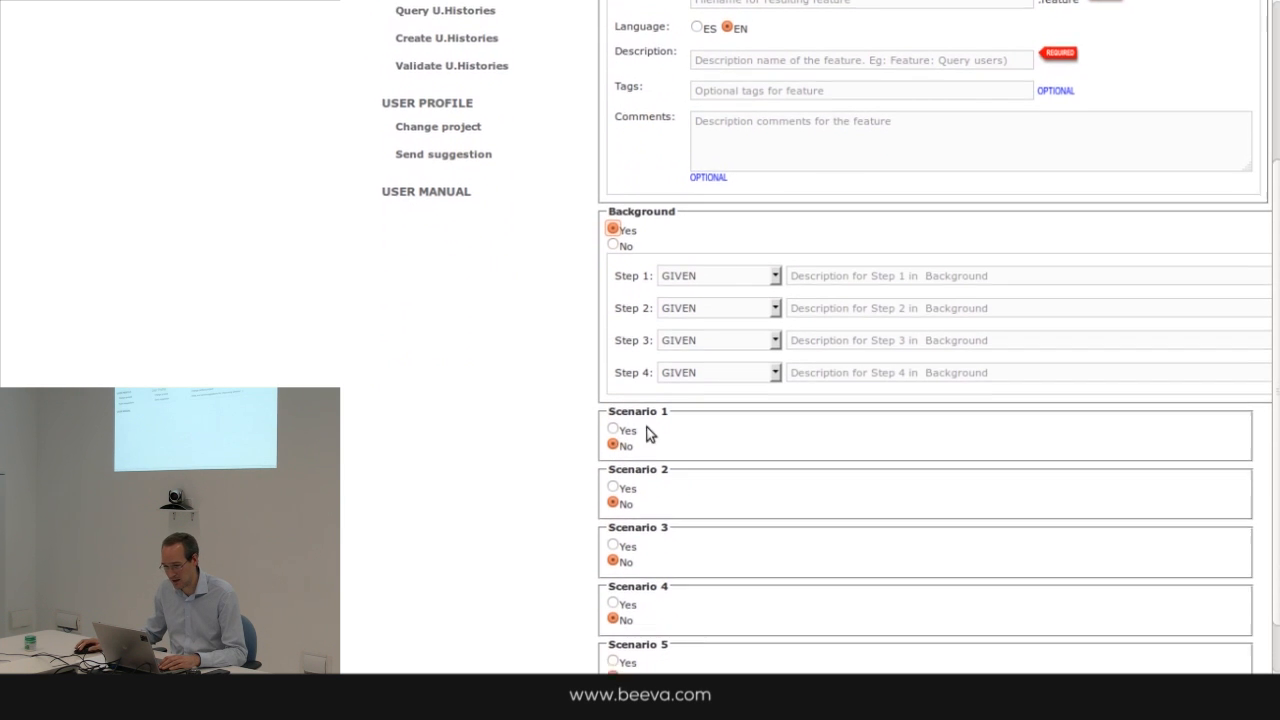 Query U.Histories
Create U.Histories
Validate U.Histories
USER PROFILE
Change project
Send suggestion
USER MANUAL
Filename for resulting feature .feature
Language: ES EN
Description: Description name of the feature. Eg: Feature: Query users) REQUIRED
Tags: Optional tags for feature OPTIONAL
Comments: Description comments for the feature
OPTIONAL
Background
Yes
No
Step 1: GIVEN Description for Step 1 in Background
Step 2: GIVEN Description for Step 2 in Background
Step 3: GIVEN Description for Step 3 in Background
Step 4: GIVEN Description for Step 4 in Background
Scenario 1
Yes
No
Scenario 2
Yes
No
Scenario 3
Yes
No
Scenario 4
Yes
No
Scenario 5
Yes
www.beeva.com